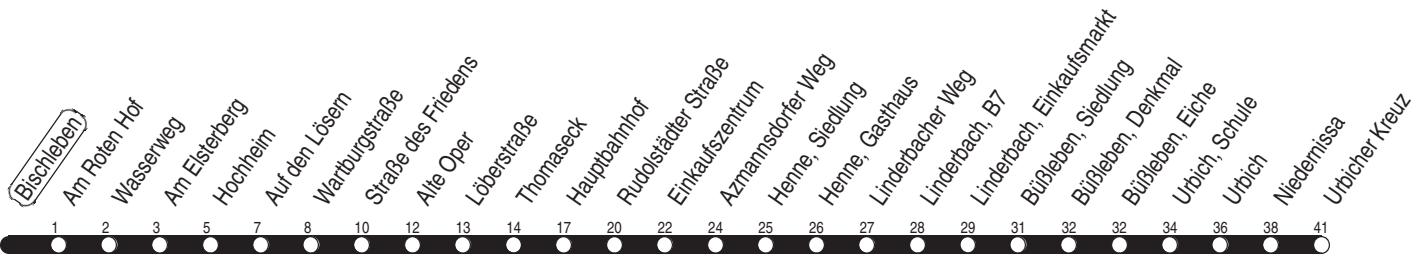 Bischleben
Am Roten Hof
Wasserweg
Am Elsterberg
Hochheim
Auf den Lösern
Wartburgstraße
Straße des Friedens
Alte Oper
Löberstraße
Thomaseck
Hauptbahnhof
Rudolstädter Straße
Einkaufszentrum
Azmannsdorfer Weg
Henne, Siedlung
Henne, Gasthaus
Linderbacher Weg
Linderbach, B7
Linderbach, Einkaufsmarkt
Büßleben, Siedlung
Büßleben, Denkmal
Büßleben, Eiche
Urbich, Schule
Urbich
Niedernissa
Urbicher Kreuz
1 2 3 5 7 8 10 12 13 14 17 20 22 24 25 26 27 28 29 31 32 32 34 36 38 41